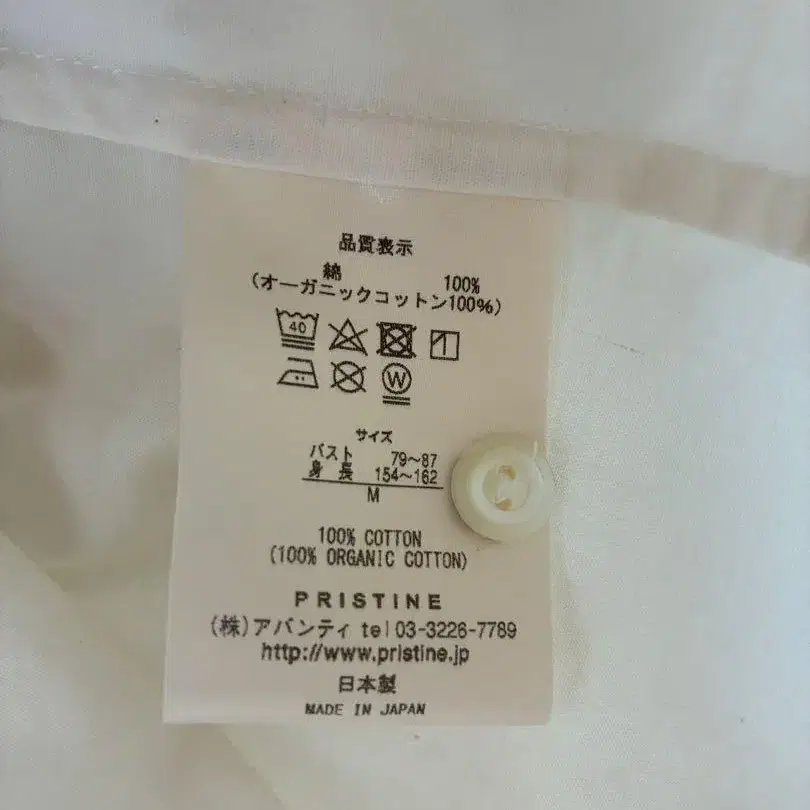 品質表示
綿 100%
(オーガニックコットン100%)
40
W
サイズ
バスト 79～87
身長 154～162
M
100% COTTON
(100% ORGANIC COTTON)
PRISTINE
(株)アバンティ tel 03-3226-7789
http://www.pristine.jp
日本製
MADE IN JAPAN